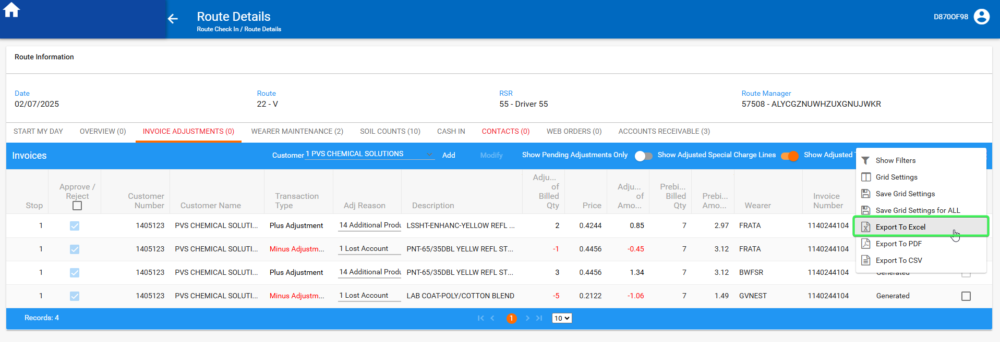 Route Details
Route Check In / Route Details
D870OF98
Route Information
Date
02/07/2025
Route
22 - V
RSR
55 - Driver 55
Route Manager
57508 - ALYCGZNUWHZUXGNUJWKR
START MY DAY OVERVIEW (0) INVOICE ADJUSTMENTS (0) WEARER MAINTENANCE (2) SOIL COUNTS (10) CASH IN CONTACTS (0) WEB ORDERS (0) ACCOUNTS RECEIVABLE (3)
Invoices Customer 1 PVS CHEMICAL SOLUTIONS Add Modify Show Pending Adjustments Only Show Adjusted Special Charge Lines Show Adjusted
Show Filters
Grid Settings
Save Grid Settings
Save Grid Settings for ALL
Export To Excel
Export To PDF
Export To CSV
Stop
Approve /
Reject
Customer
Number
Customer Name
Transaction
Type
Adj Reason
Description
Adju...
of
Billed
Qty
Price
Adju...
of
Amo...
Prebi...
Billed
Qty
Prebi...
Amo...
Wearer
Invoice
Number
1 1405123 PVS CHEMICAL SOLUTI... Plus Adjustment 14 Additional Produ LSSHT-ENHANC-YELLOW REFL ... 2 0.4244 0.85 7 2.97 FRATA 1140244104
1 1405123 PVS CHEMICAL SOLUTI... Minus Adjustm... 1 Lost Account PNT-65/35DBL YELLW REFL ST... -1 0.4456 -0.45 7 3.12 FRATA 1140244104
1 1405123 PVS CHEMICAL SOLUTI... Plus Adjustment 14 Additional Produ PNT-65/35DBL YELLW REFL ST... 3 0.4456 1.34 7 3.12 BWFSR 1140244104 Generated
1 1405123 PVS CHEMICAL SOLUTI... Minus Adjustm... 1 Lost Account LAB COAT-POLY/COTTON BLEND -5 0.2122 -1.06 7 1.49 GVNEST 1140244104 Generated
Records: 4 1 10